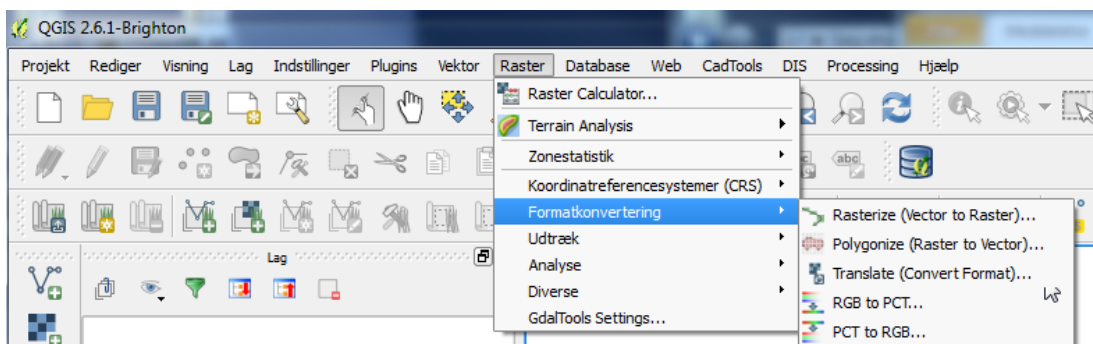 QGIS 2.6.1-Brighton
Projekt Rediger Visning Lag Indstillinger Plugins Vektor Raster Database Web CadTools DIS Processing Hjælp
Raster Calculator...
Terrain Analysis
Zonestatistik
Koordinatreferencesystemer (CRS)
Formatkonvertering
Udtræk
Analyse
Diverse
GdalTools Settings...
Rasterize (Vector to Raster)...
Polygonize (Raster to Vector)...
Translate (Convert Format)...
RGB to PCT...
PCT to RGB...
Lag
abc